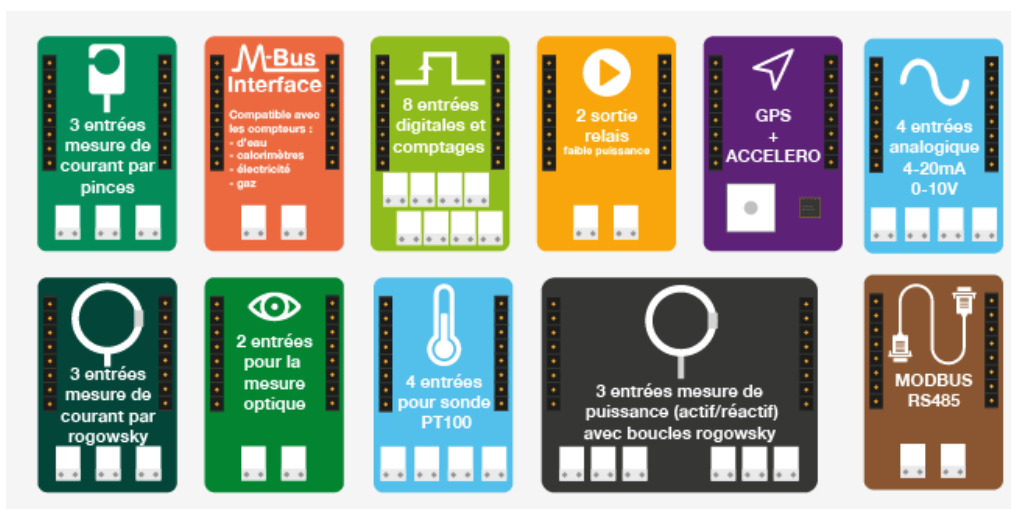 3 entrées
mesure de
courant par
pinces
M-Bus
Interface
Compatible avec
les compteurs :
- d'eau
- calorimètres
- électricité
- gaz
8 entrées
digitales et
comptages
2 sortie
relais
faible puissance
GPS
+
ACCELERO
4 entrées
analogique
4-20mA
0-10V
3 entrées
mesure de
courant par
rogowsky
2 entrées
pour la
mesure
optique
4 entrées
pour sonde
PT100
3 entrées mesure de
puissance (actif/réactif)
avec boucles rogowsky
MODBUS
RS485